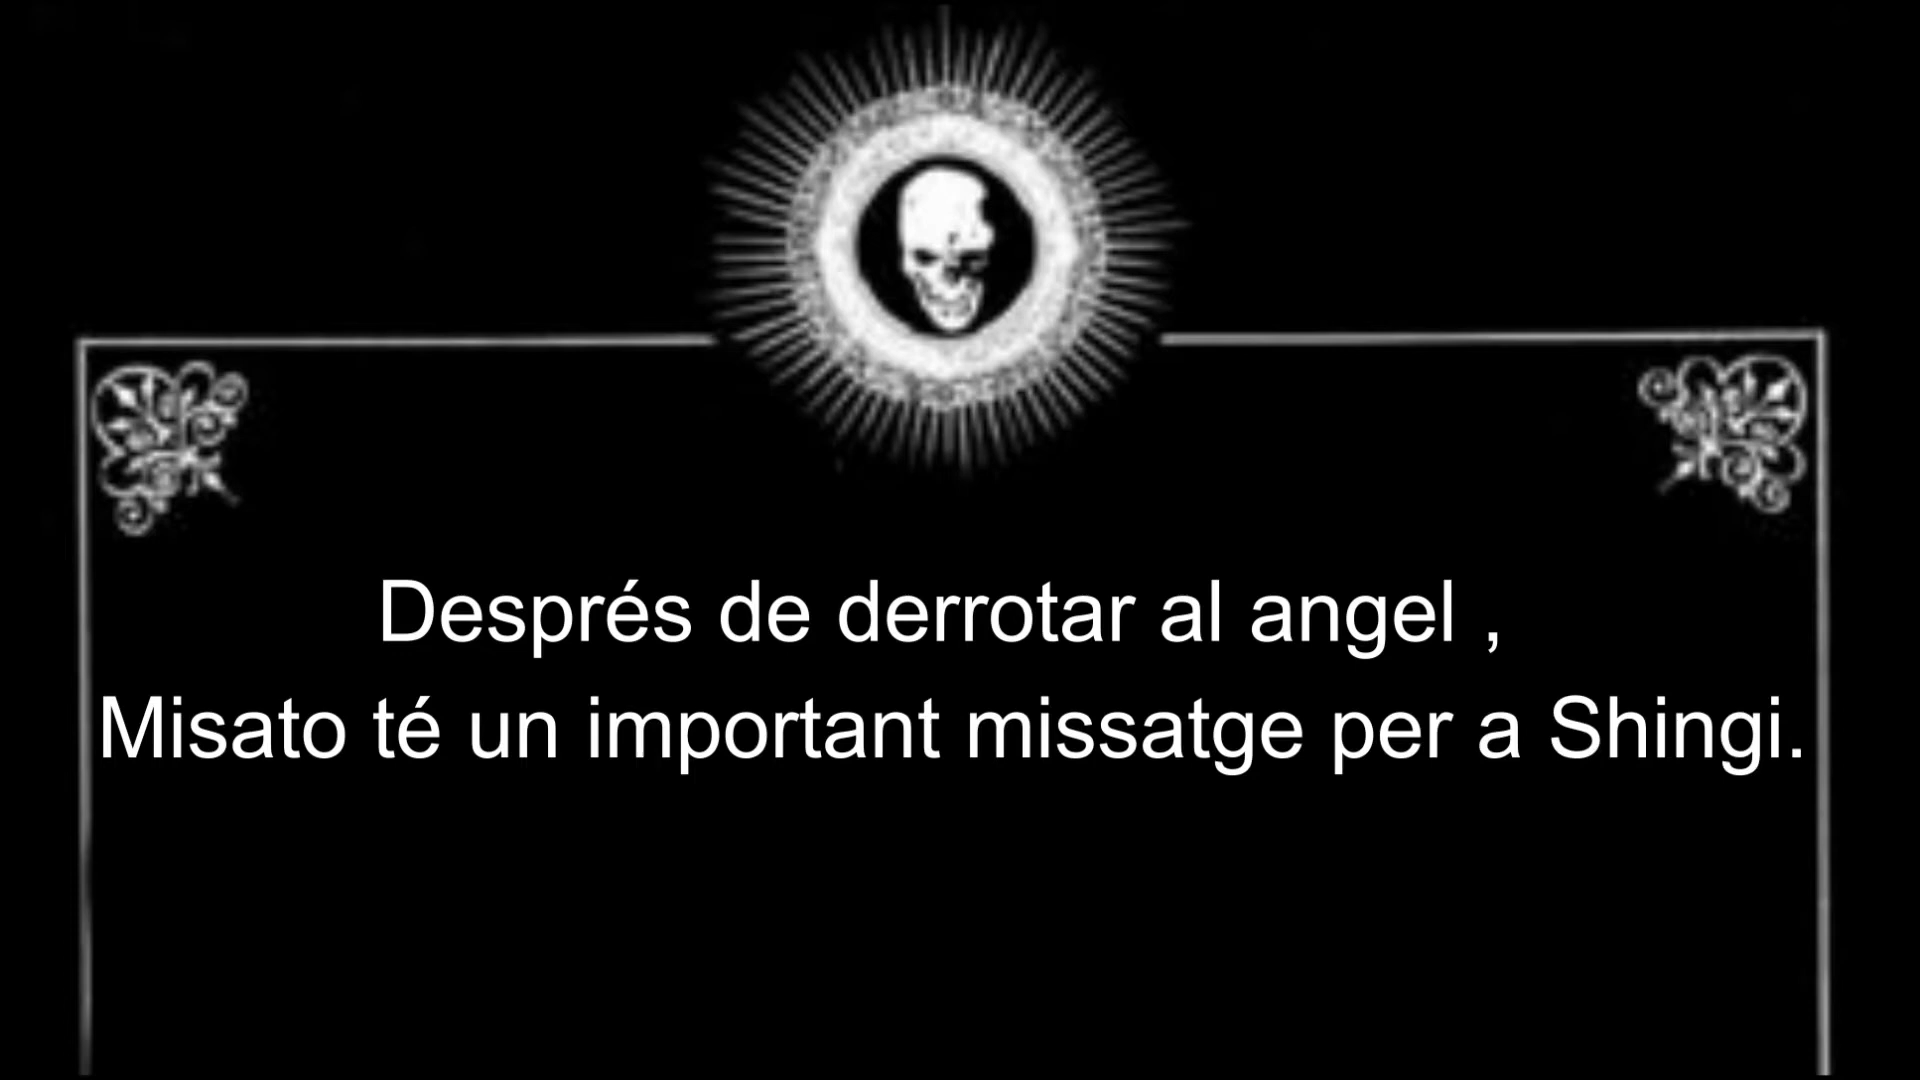 Després de derrotar al angel ,
Misato té un important missatge per a Shingi.